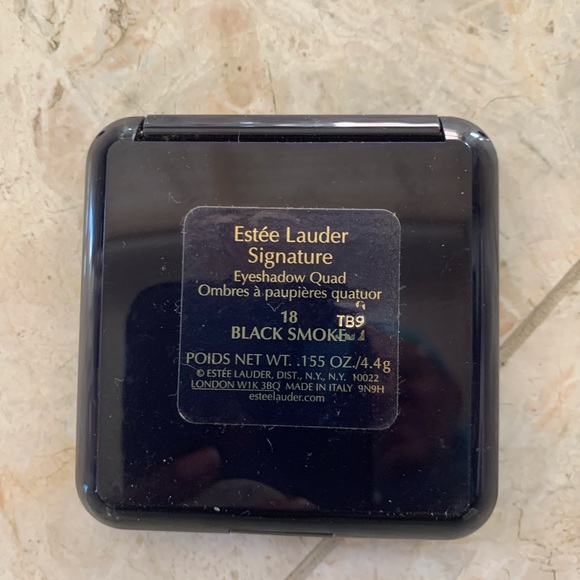 Estée Lauder
Signature
Eyeshadow Quad
Ombres à paupières quatuor
18
TB9
BLACK SMOKE
POIDS NET WT. .155 OZ./4.4g
© ESTÉE LAUDER, DIST., N.Y., N.Y. 10022
LONDON W1K 3BQ MADE IN ITALY 9N9H
esteelauder.com